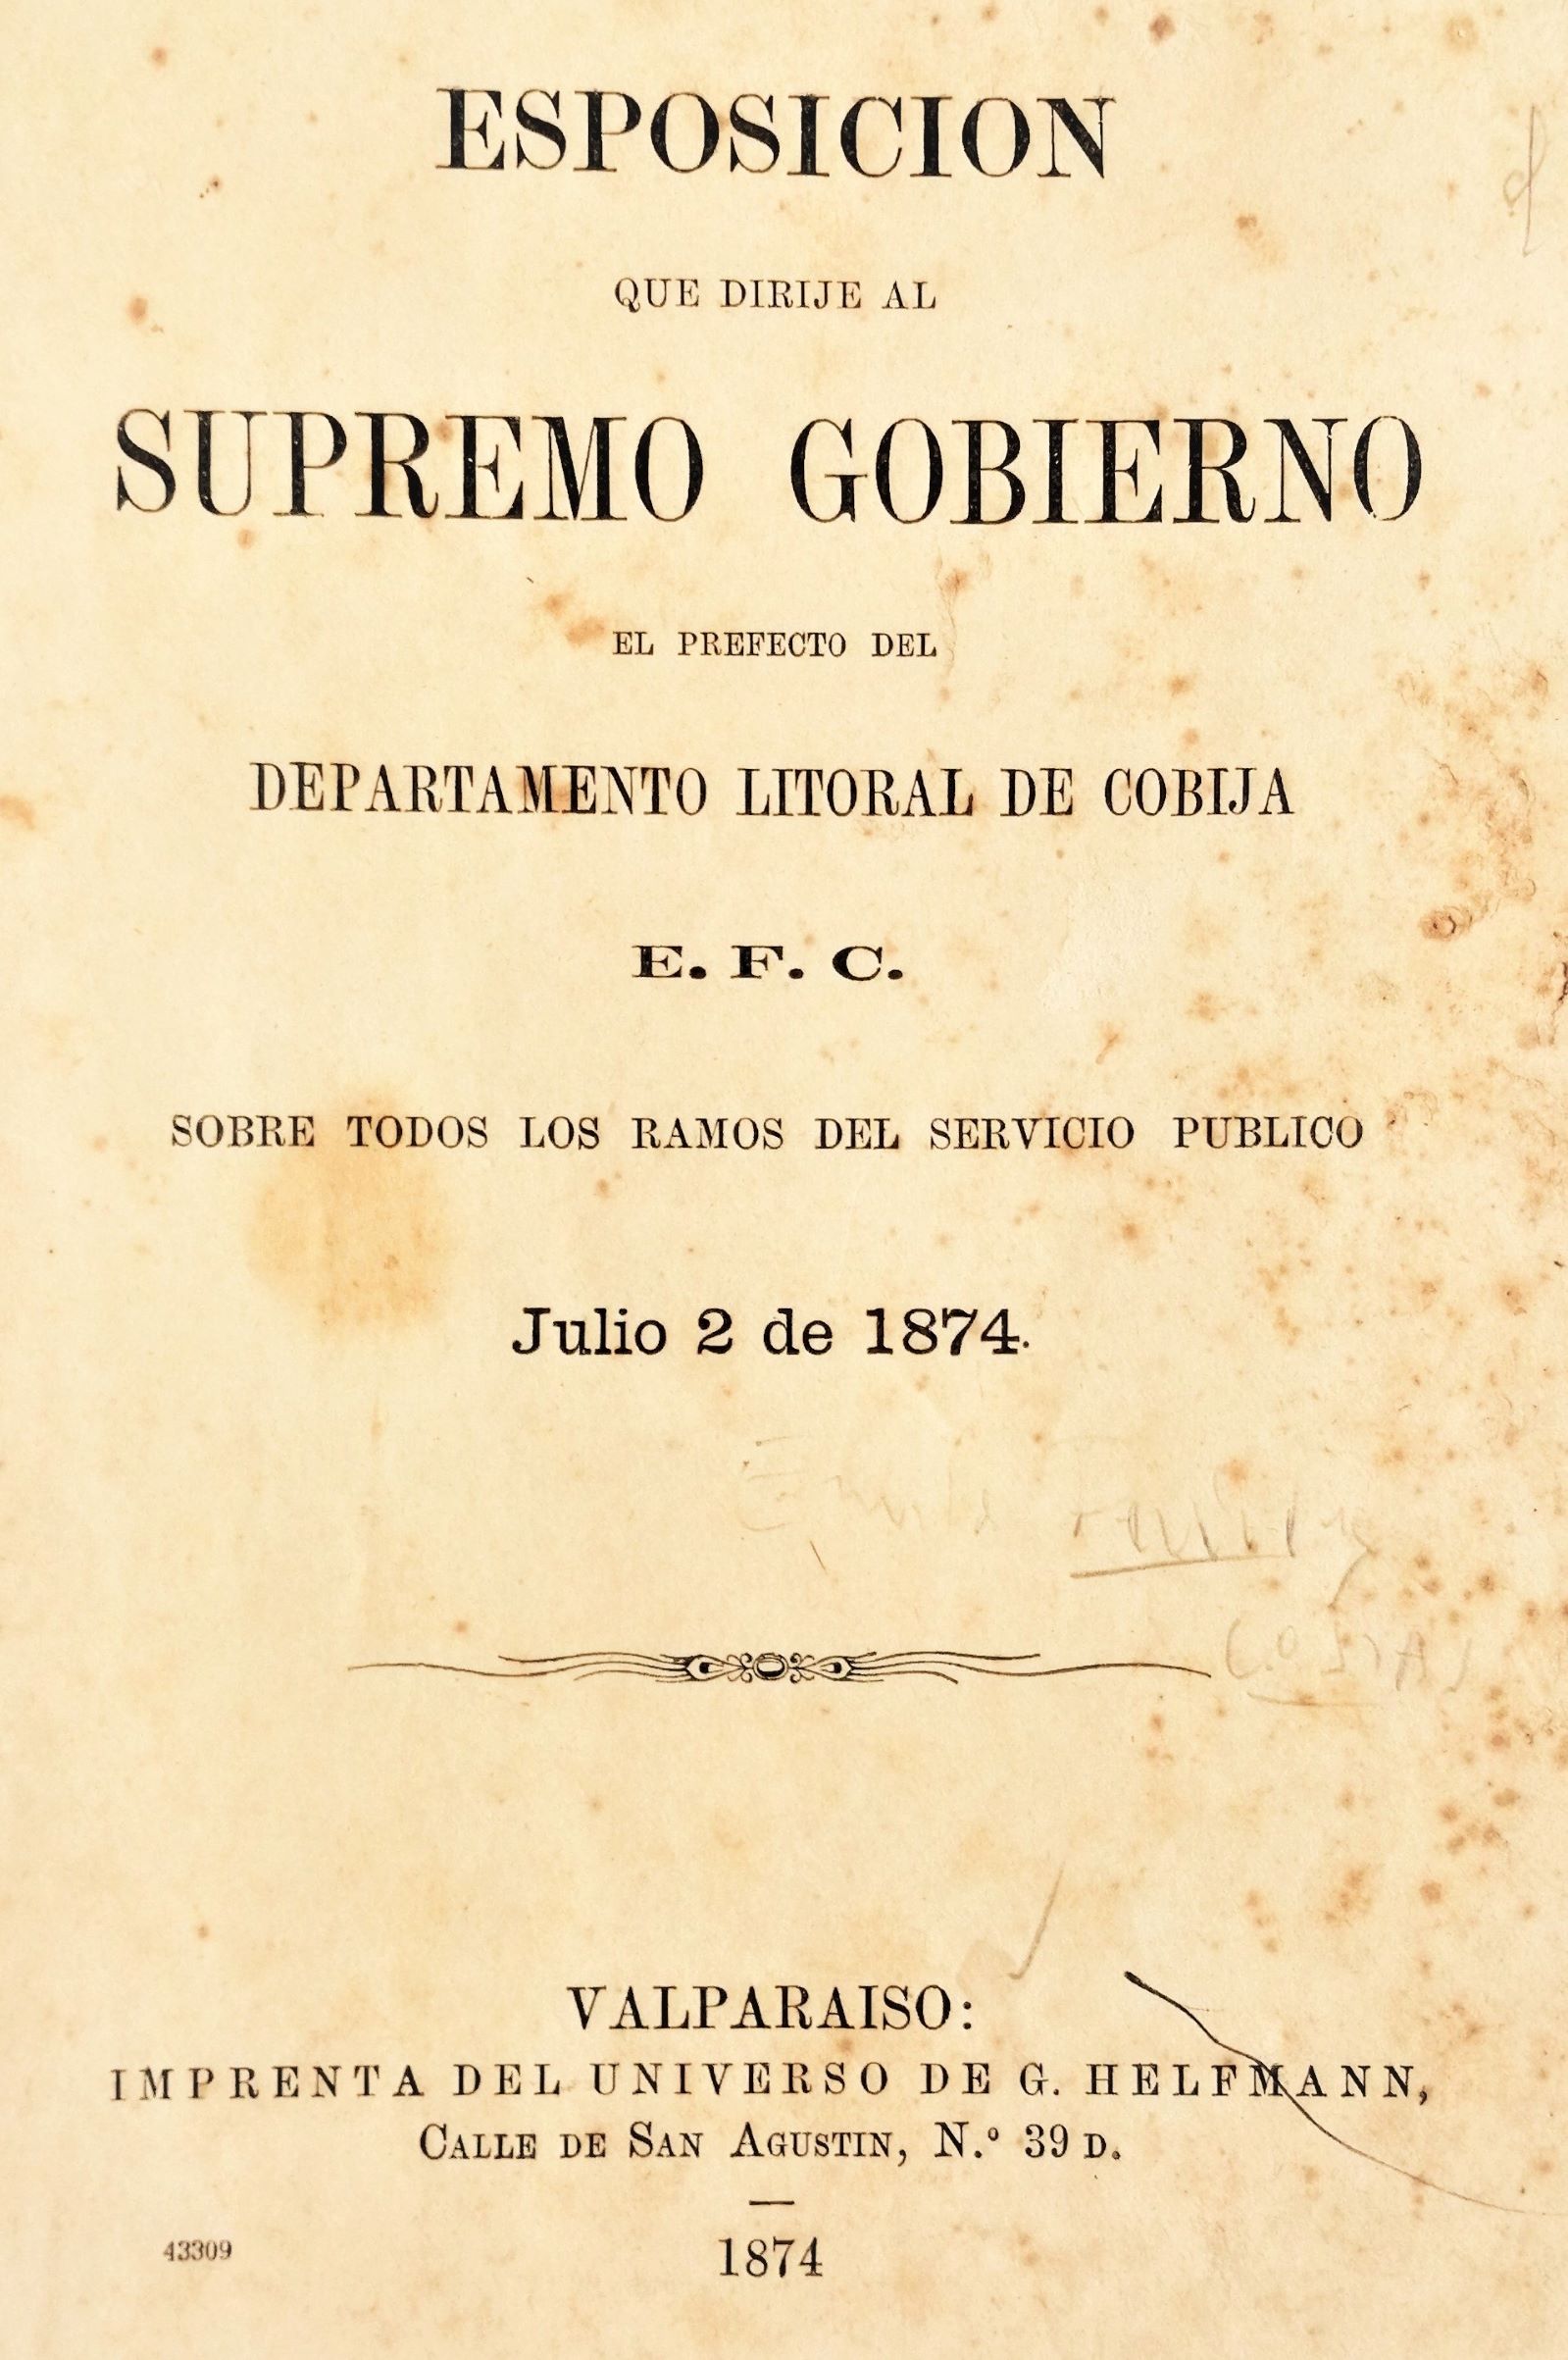 ESPOSICION
QUE DIRIJE AL
SUPREMO GOBIERNO
EL PREFECTO DEL
DEPARTAMENTO LITORAL DE COBIJA
E. F. C.
SOBRE TODOS LOS RAMOS DEL SERVICIO PUBLICO
Julio 2 de 1874.
VALPARAISO:
IMPRENTA DEL UNIVERSO DE G. HELFMANN,
CALLE DE SAN AGUSTIN, N.º 39 D.
1874
43309